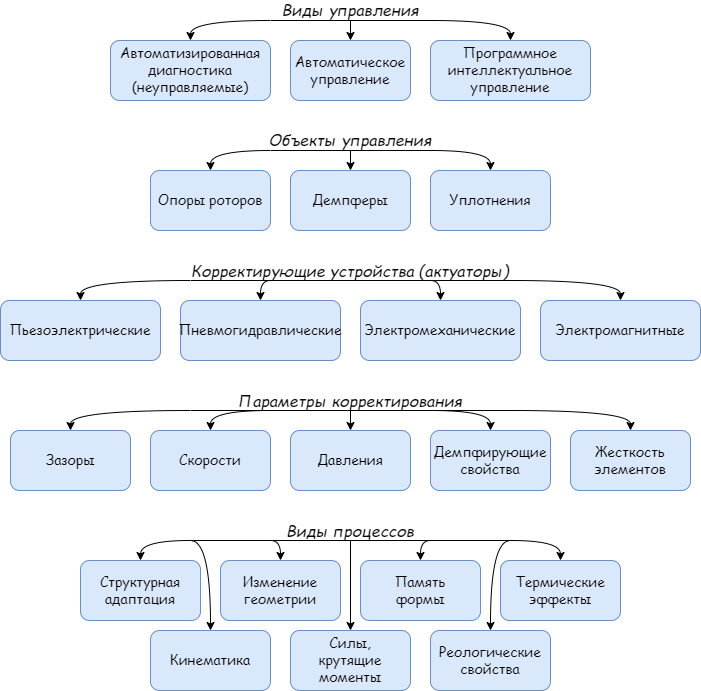 Виды управления
Автоматизированная
диагностика
(неуправляемые)
Автоматическое
управление
Программное
интеллектуальное
управление
Объекты управления
Опоры роторов
Демпферы
Уплотнения
Корректирующие устройства (актуаторы)
Пьезоэлектрические
Пневмогидравлические
Электромеханические
Электромагнитные
Параметры корректирования
Зазоры
Скорости
Давления
Демпфирующие
свойства
Жесткость
элементов
Виды процессов
Структурная
адаптация
Изменение
геометрии
Память
формы
Термические
эффекты
Кинематика
Силы,
крутящие
моменты
Реологические
свойства